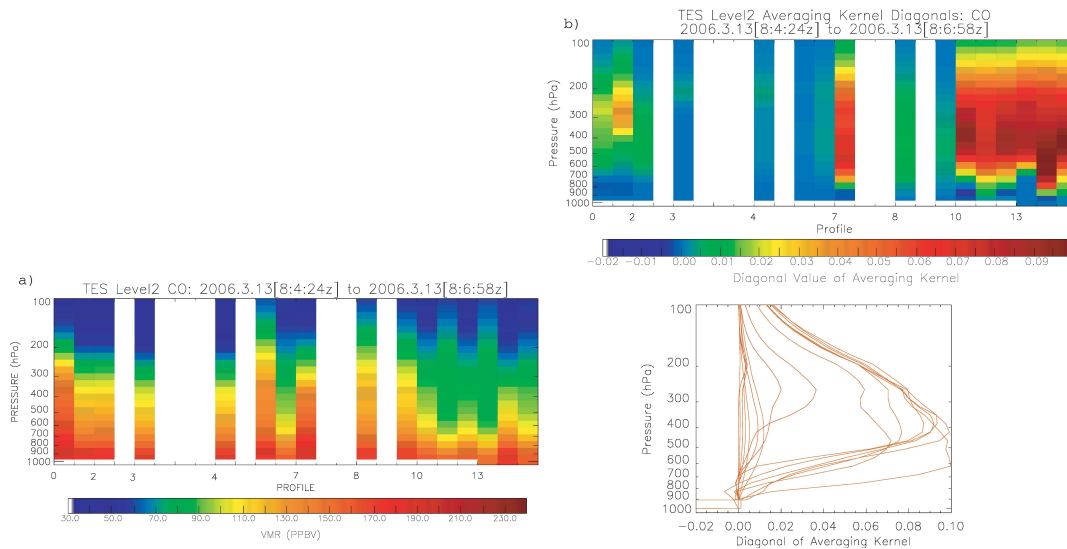 b)
TES Level2 Averaging Kernel Diagonals: CO
2006.3.13[8:4:24z] to 2006.3.13[8:6:58z]
Pressure (hPa)
100
200
300
400
500
600
700
800
1000
0 2 3 4 7 8 10 13
Profile
-0.02 -0.01 0.00 0.01 0.02 0.03 0.04 0.05 0.06 0.07 0.08 0.09
Diagonal Value of Averaging Kernel
a)
TES Level2 CO: 2006.3.13[8:4:24z] to 2006.3.13[8:6:58z]
PRESSURE (hPa)
100
200
300
400
500
600
700
800
900
1000
0 2 3 4 7 8 10 13
PROFILE
30.0 50.0 70.0 90.0 110.0 130.0 150.0 170.0 190.0 210.0 230.0
VMR (PPBV)
Pressure (hPa)
100
200
300
400
500
600
700
800
900
1000
-0.02 0.00 0.02 0.04 0.06 0.08 0.10
Diagonal of Averaging Kernel